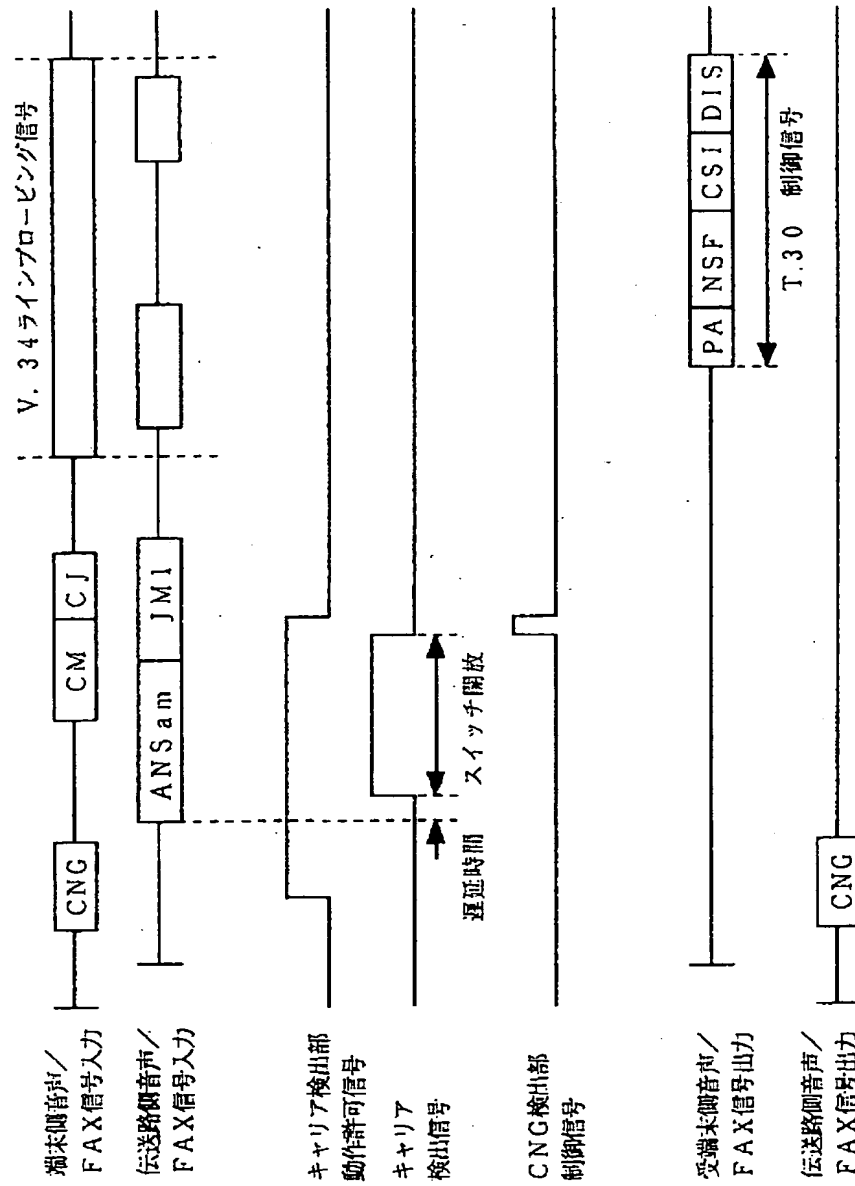 端末側音声／
FAX信号入力
CNG
CM
CJ
V.34ラインプロービング信号
伝送路側音声／
FAX信号入力
ANSam
JM1
キャリア検出部
動作許可信号
キャリア
検出信号
遅延時間
スイッチ開放
CNG検出部
制御信号
受端末側音声／
FAX信号出力
PA
NSF
CSI
DIS
T.30 制御信号
伝送路側音声／
FAX信号出力
CNG